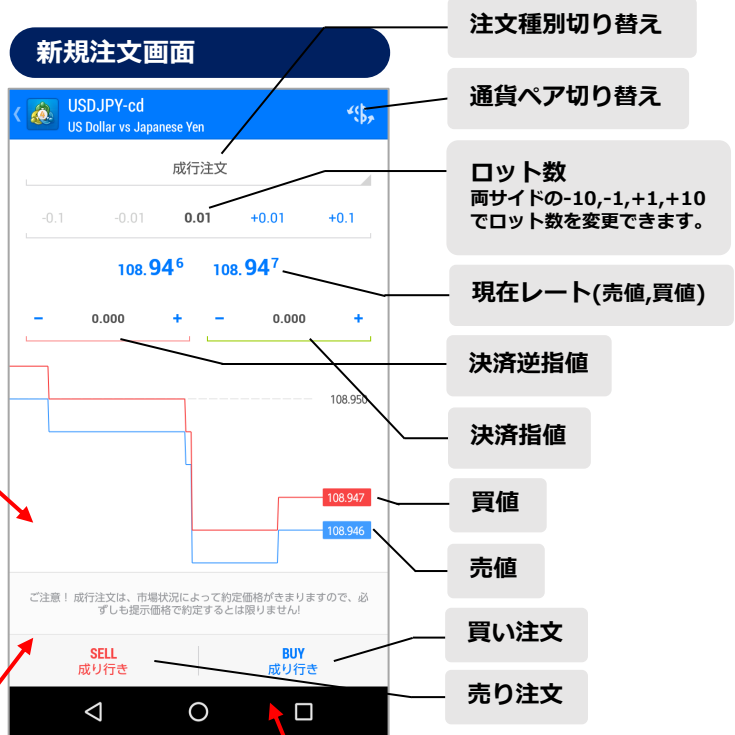 新規注文画面
注文種別切り替え
通貨ペア切り替え
USDJPY-cd
US Dollar vs Japanese Yen
成行注文
ロット数
両サイドの-10,-1,+1,+10
でロット数を変更できます。
-0.1 -0.01 0.01 +0.01 +0.1
108.946 108.947
現在レート(売値,買値)
− 0.000 + − 0.000 +
決済逆指値
決済指値
108.950
108.947
買値
108.946
売値
ご注意！ 成行注文は、市場状況によって約定価格がきまりますので、必
ずしも提示価格で約定するとは限りません!
買い注文
SELL BUY
成り行き 成り行き
売り注文